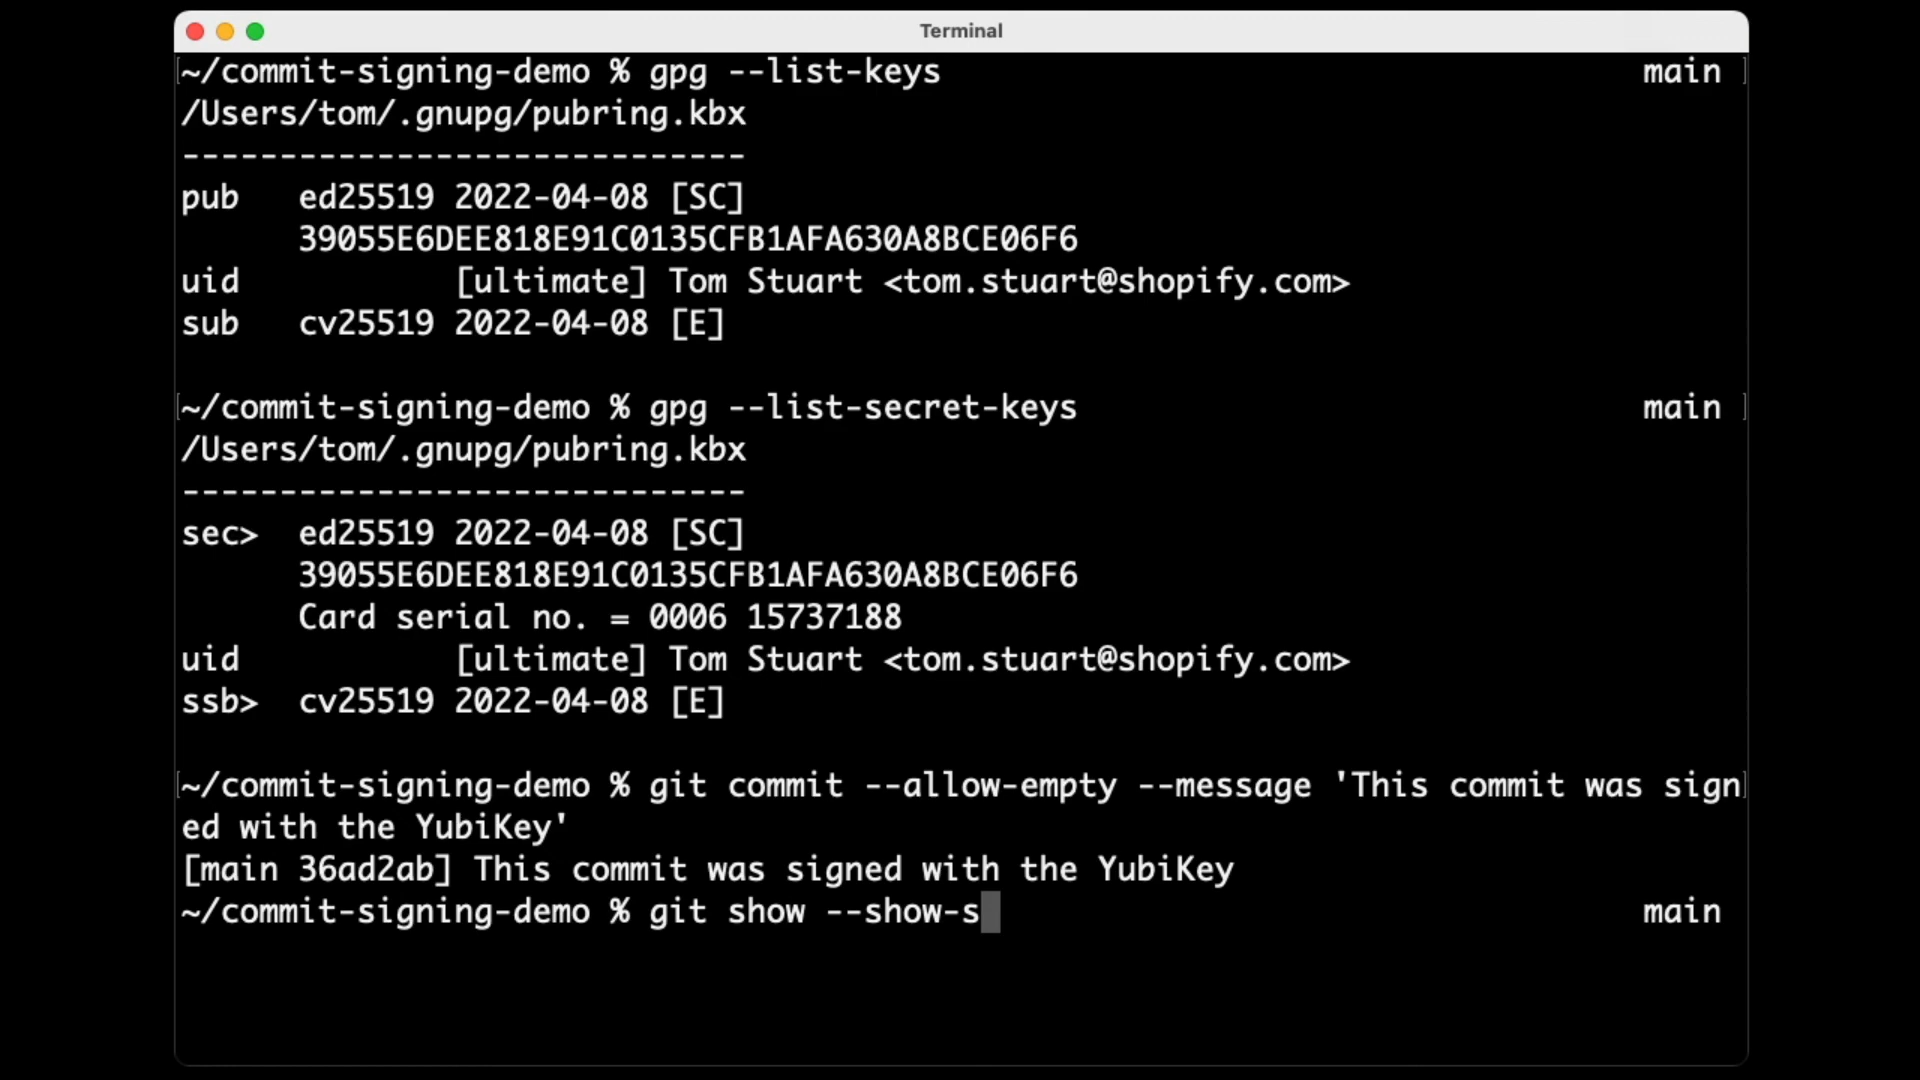 Terminal
~/commit-signing-demo % gpg --list-keys main
/Users/tom/.gnupg/pubring.kbx
-----------------------------
pub   ed25519 2022-04-08 [SC]
      39055E6DEE818E91C0135CFB1AFA630A8BCE06F6
uid           [ultimate] Tom Stuart <tom.stuart@shopify.com>
sub   cv25519 2022-04-08 [E]
~/commit-signing-demo % gpg --list-secret-keys main
/Users/tom/.gnupg/pubring.kbx
-----------------------------
sec>  ed25519 2022-04-08 [SC]
      39055E6DEE818E91C0135CFB1AFA630A8BCE06F6
      Card serial no. = 0006 15737188
uid           [ultimate] Tom Stuart <tom.stuart@shopify.com>
ssb>  cv25519 2022-04-08 [E]
~/commit-signing-demo % git commit --allow-empty --message 'This commit was sign
ed with the YubiKey'
[main 36ad2ab] This commit was signed with the YubiKey
~/commit-signing-demo % git show --show-s main